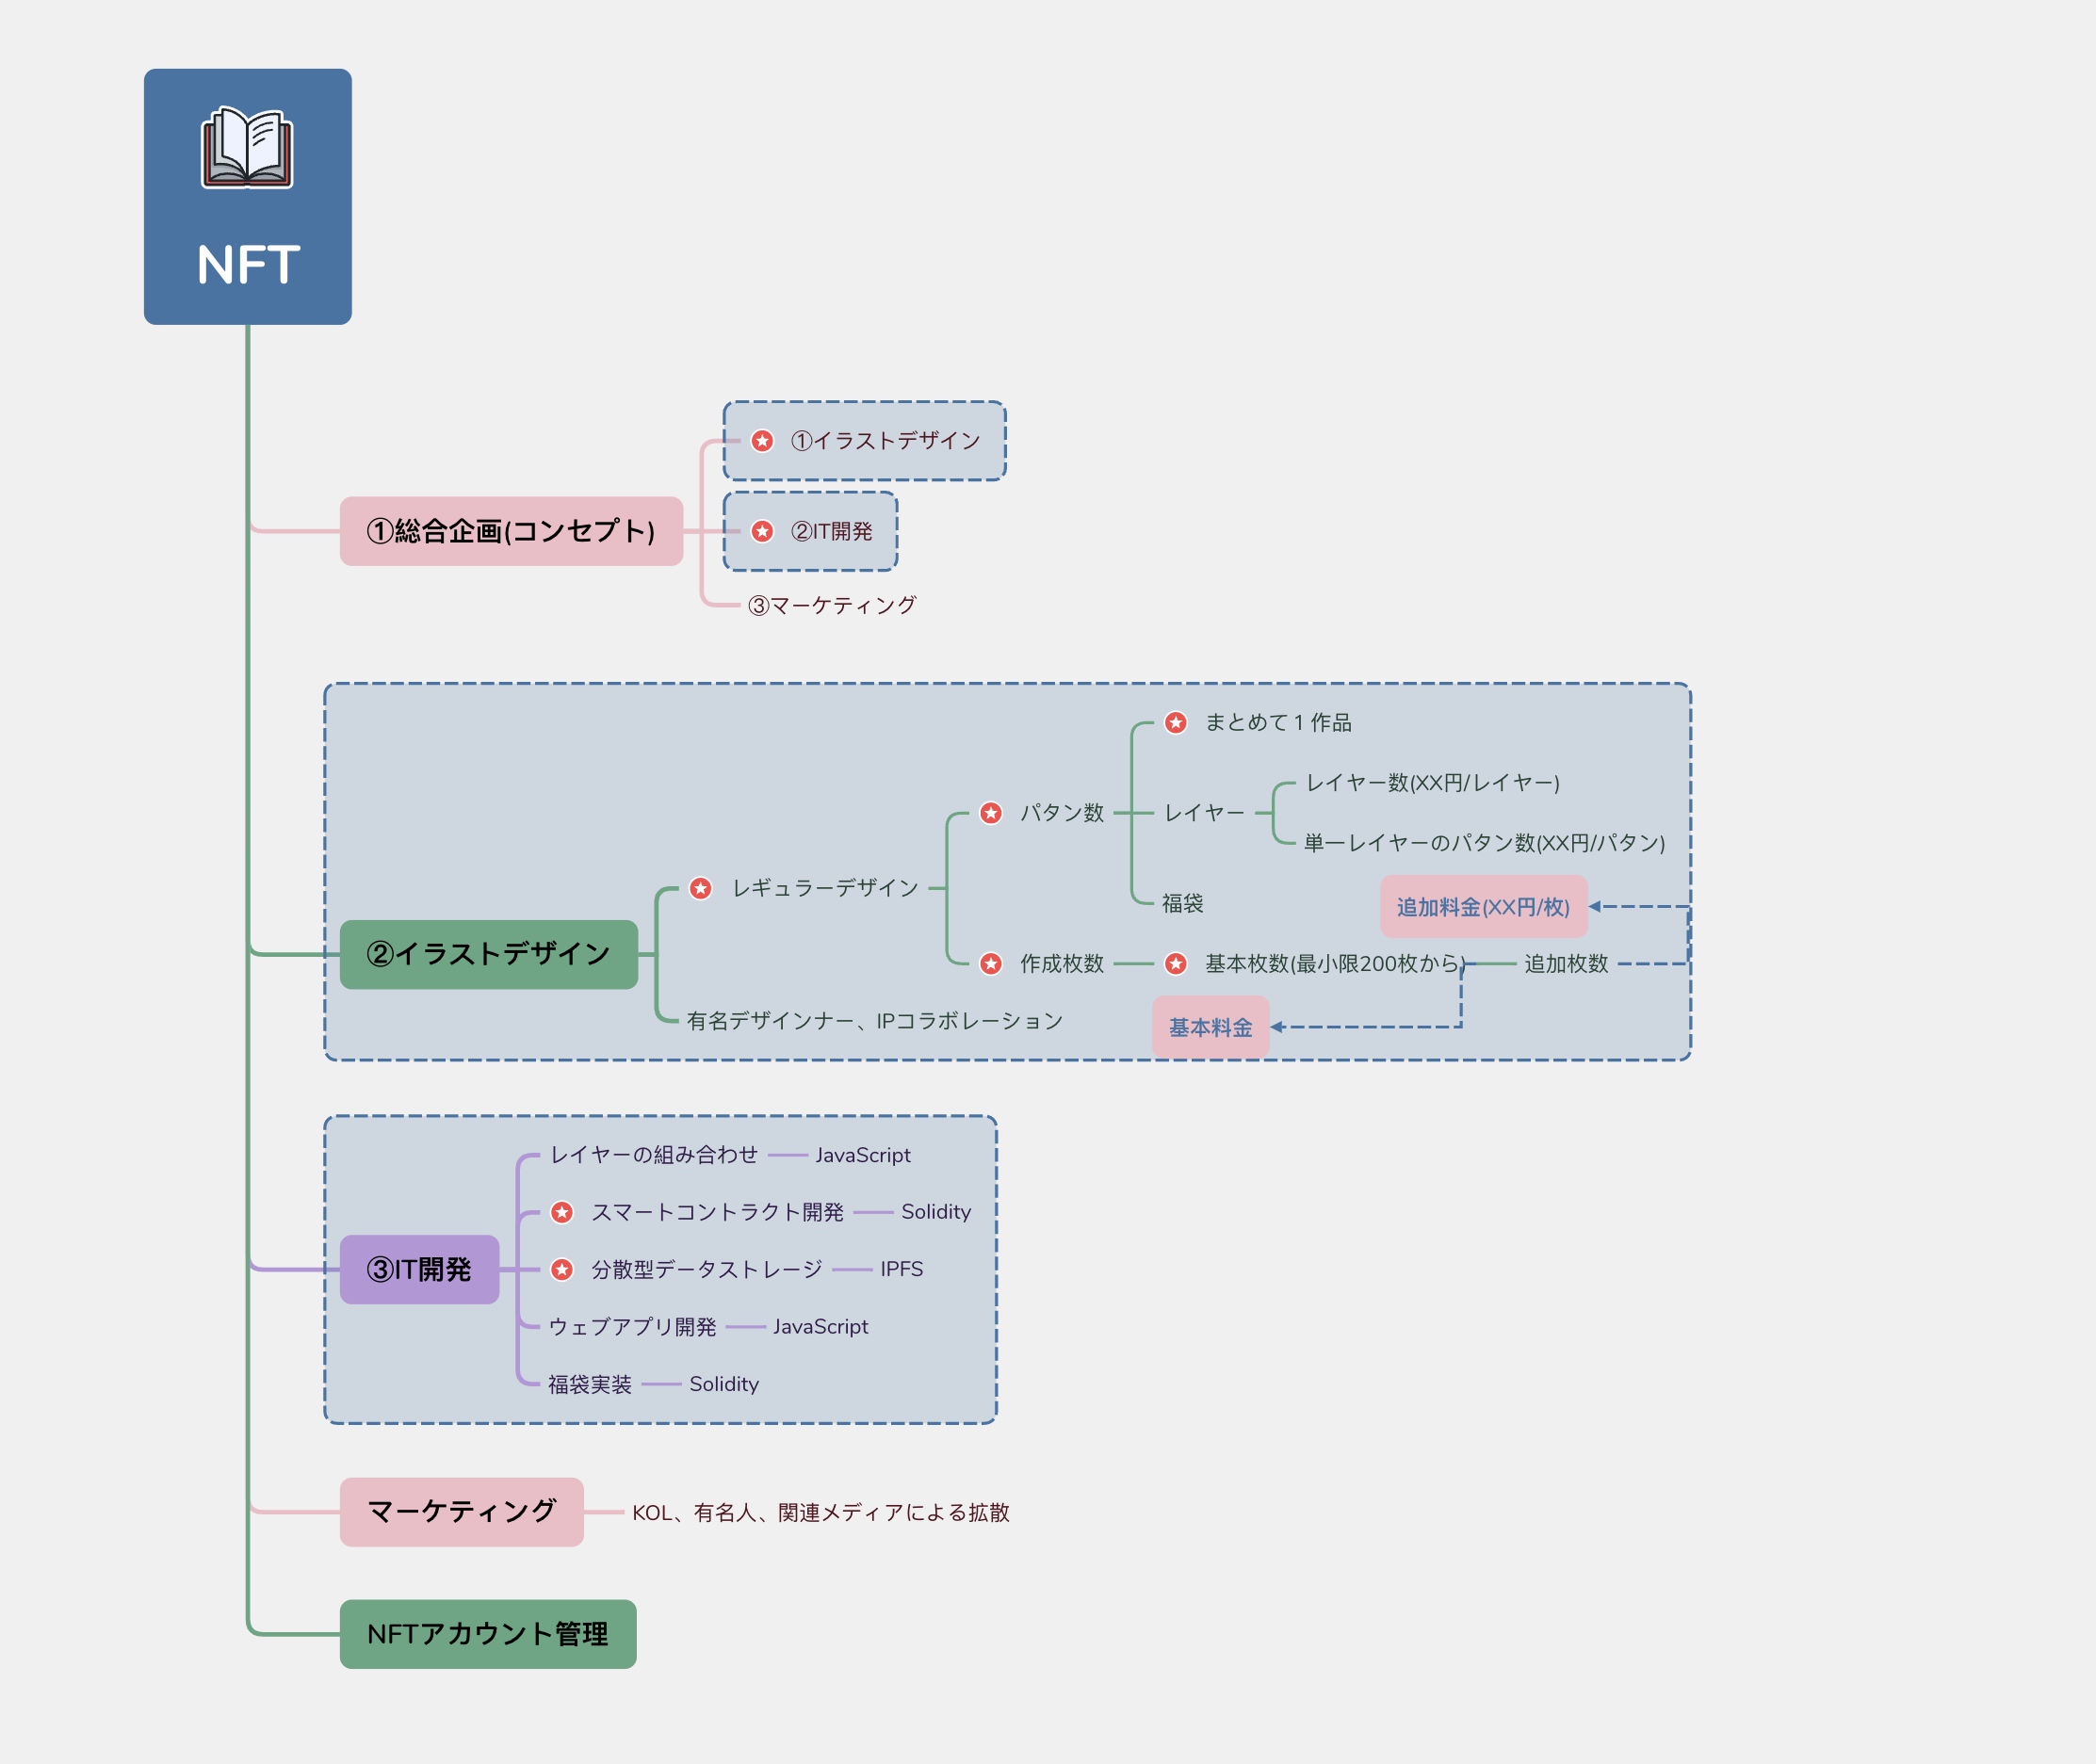 NFT
①総合企画(コンセプト)
①イラストデザイン
②IT開発
③マーケティング
②イラストデザイン
レギュラーデザイン
パタン数
まとめて1作品
レイヤー
レイヤー数(XX円/レイヤー)
単一レイヤーのパタン数(XX円/パタン)
福袋
作成枚数
基本枚数(最小限200枚から)
追加枚数
追加料金(XX円/枚)
基本料金
有名デザインナー、IPコラボレーション
③IT開発
レイヤーの組み合わせ
JavaScript
スマートコントラクト開発
Solidity
分散型データストレージ
IPFS
ウェブアプリ開発
JavaScript
福袋実装
Solidity
マーケティング
KOL、有名人、関連メディアによる拡散
NFTアカウント管理